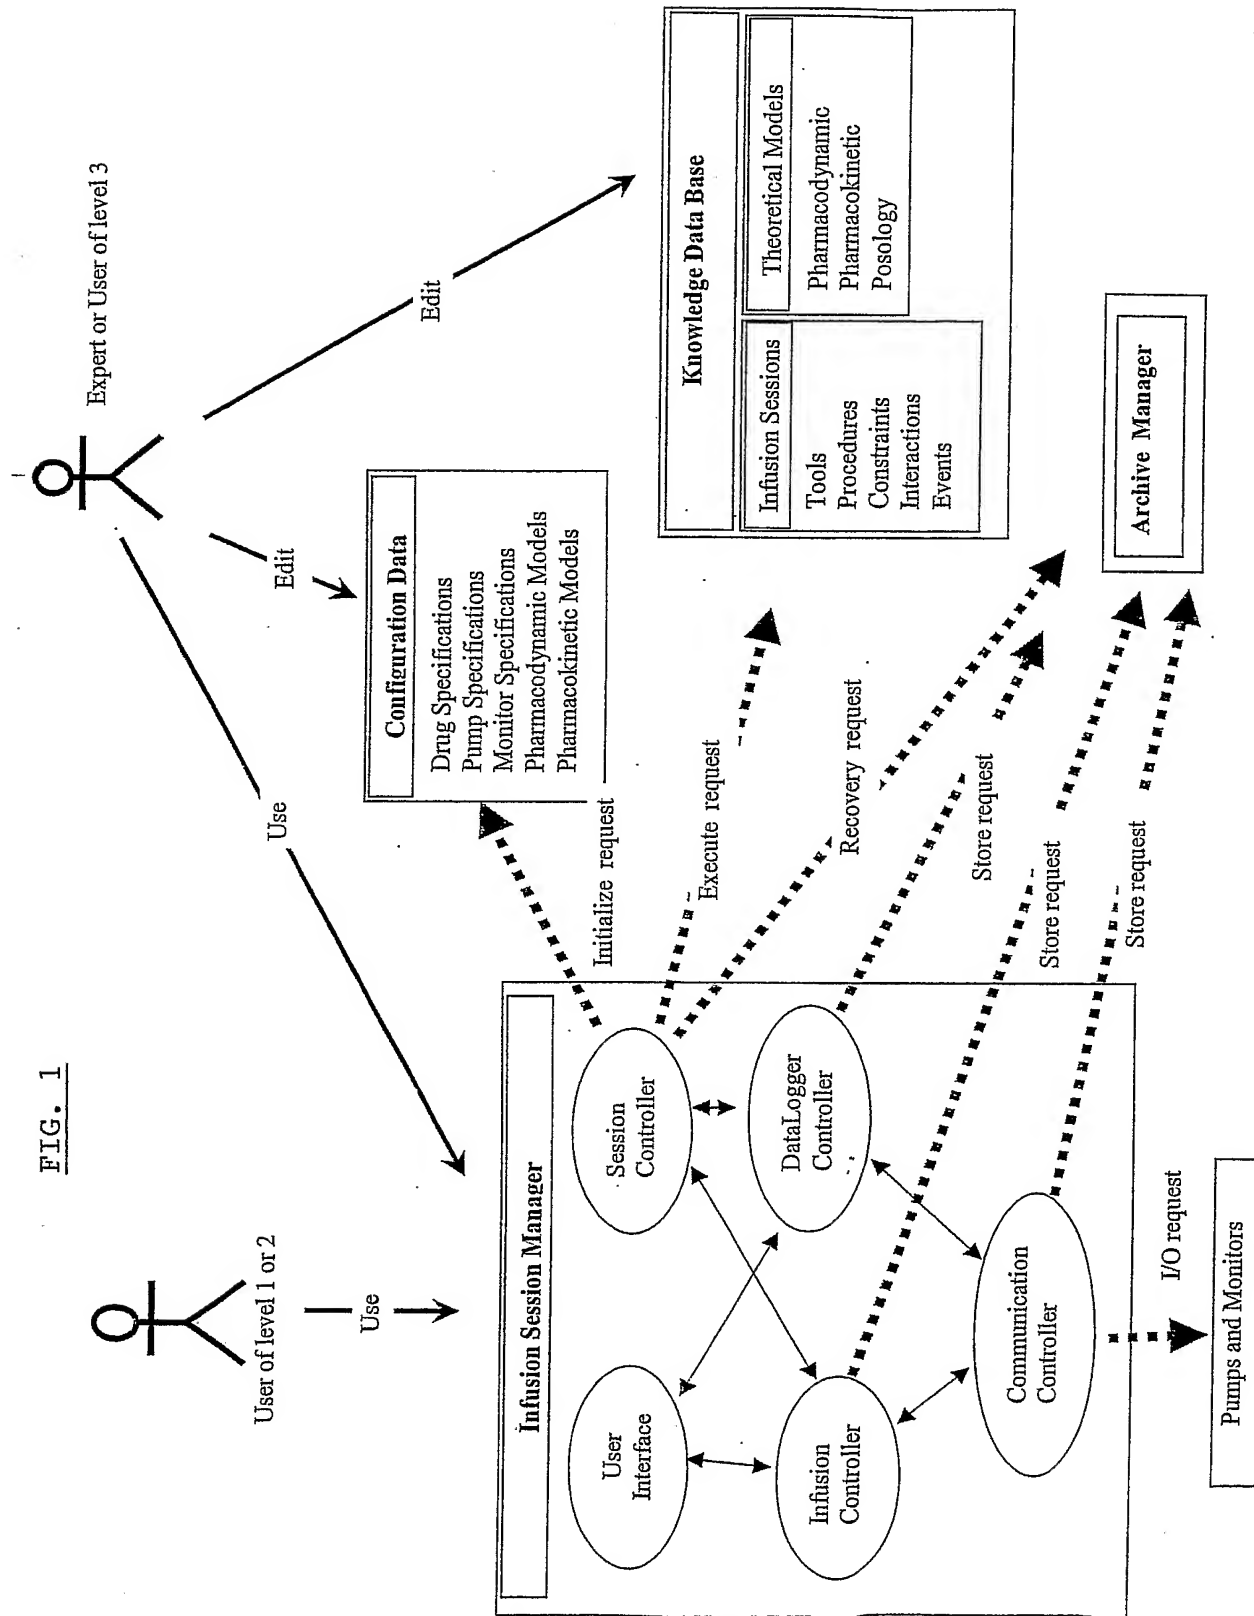 FIG. 1
User of level 1 or 2
Expert or User of level 3
Use
Use
Edit
Edit
Infusion Session Manager
User
Interface
Session
Controller
Infusion
Controller
DataLogger
Controller
Communication
Controller
Configuration Data
Drug Specifications
Pump Specifications
Monitor Specifications
Pharmacodynamic Models
Pharmacokinetic Models
Initialize request
Execute request
Recovery request
Store request
Store request
Store request
I/O request
Pumps and Monitors
Knowledge Data Base
Infusion Sessions
Tools
Procedures
Constraints
Interactions
Events
Theoretical Models
Pharmacodynamic
Pharmacokinetic
Posology
Archive Manager